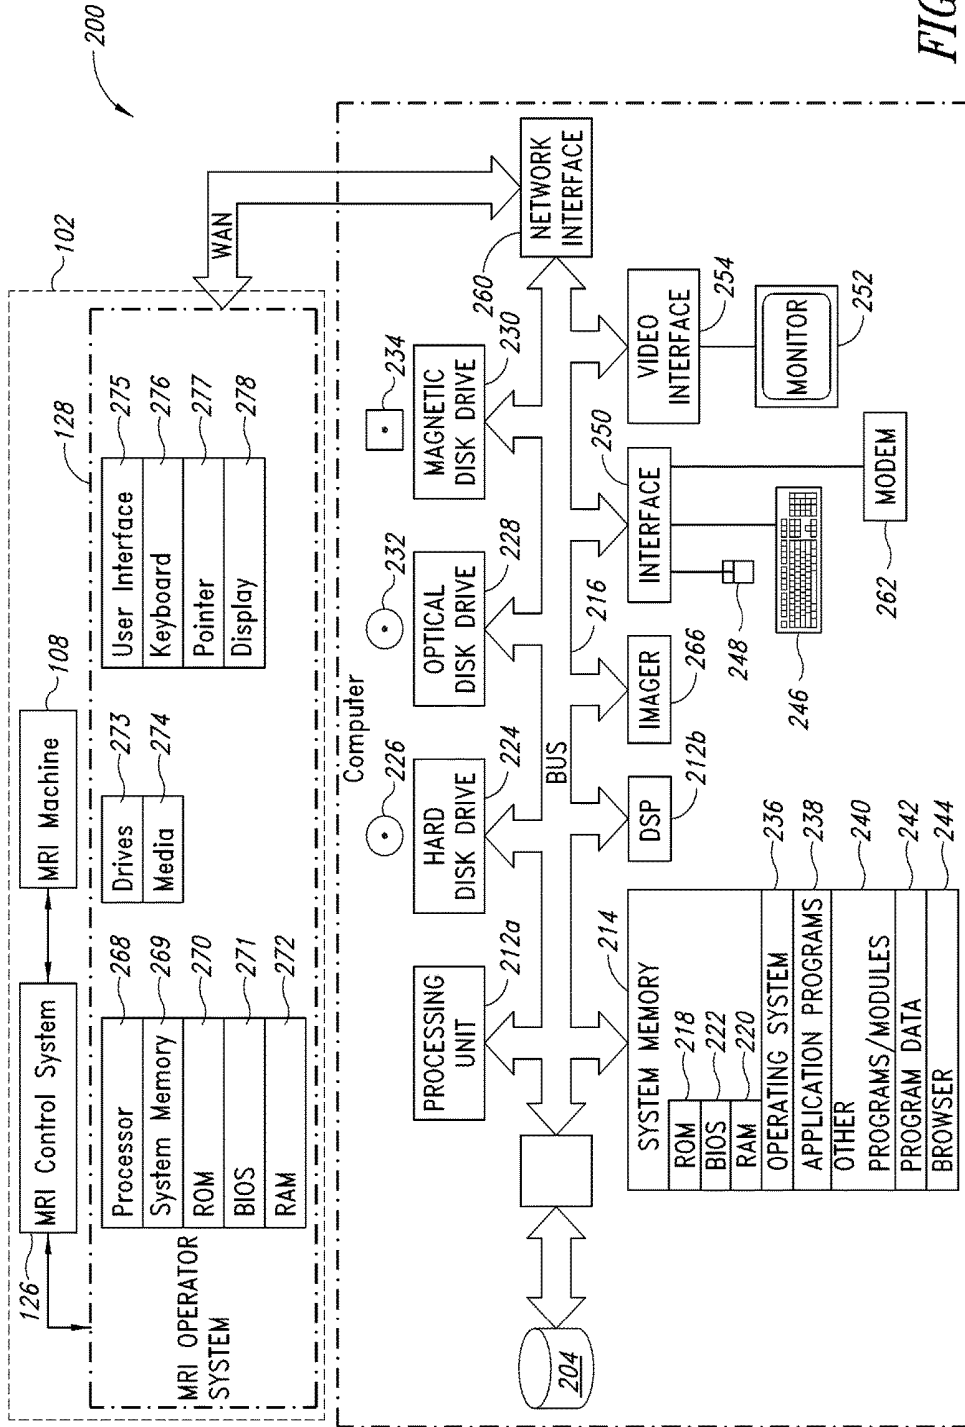 200
102
126
MRI Control System
MRI Machine
108
128
MRI OPERATOR
SYSTEM
Processor
268
System Memory
269
ROM
270
BIOS
271
RAM
272
Drives
273
Media
274
User Interface
275
Keyboard
276
Pointer
277
Display
278
WAN
Computer
226
232
234
PROCESSING
UNIT
212a
HARD
DISK DRIVE
224
OPTICAL
DISK DRIVE
228
MAGNETIC
DISK DRIVE
230
260
NETWORK
INTERFACE
204
BUS
216
SYSTEM MEMORY
214
ROM
218
BIOS
222
RAM
220
OPERATING SYSTEM
236
APPLICATION PROGRAMS
238
OTHER
PROGRAMS/MODULES
240
PROGRAM DATA
242
BROWSER
244
DSP
212b
IMAGER
266
INTERFACE
250
VIDEO
INTERFACE
254
248
246
MODEM
262
MONITOR
252
FIG